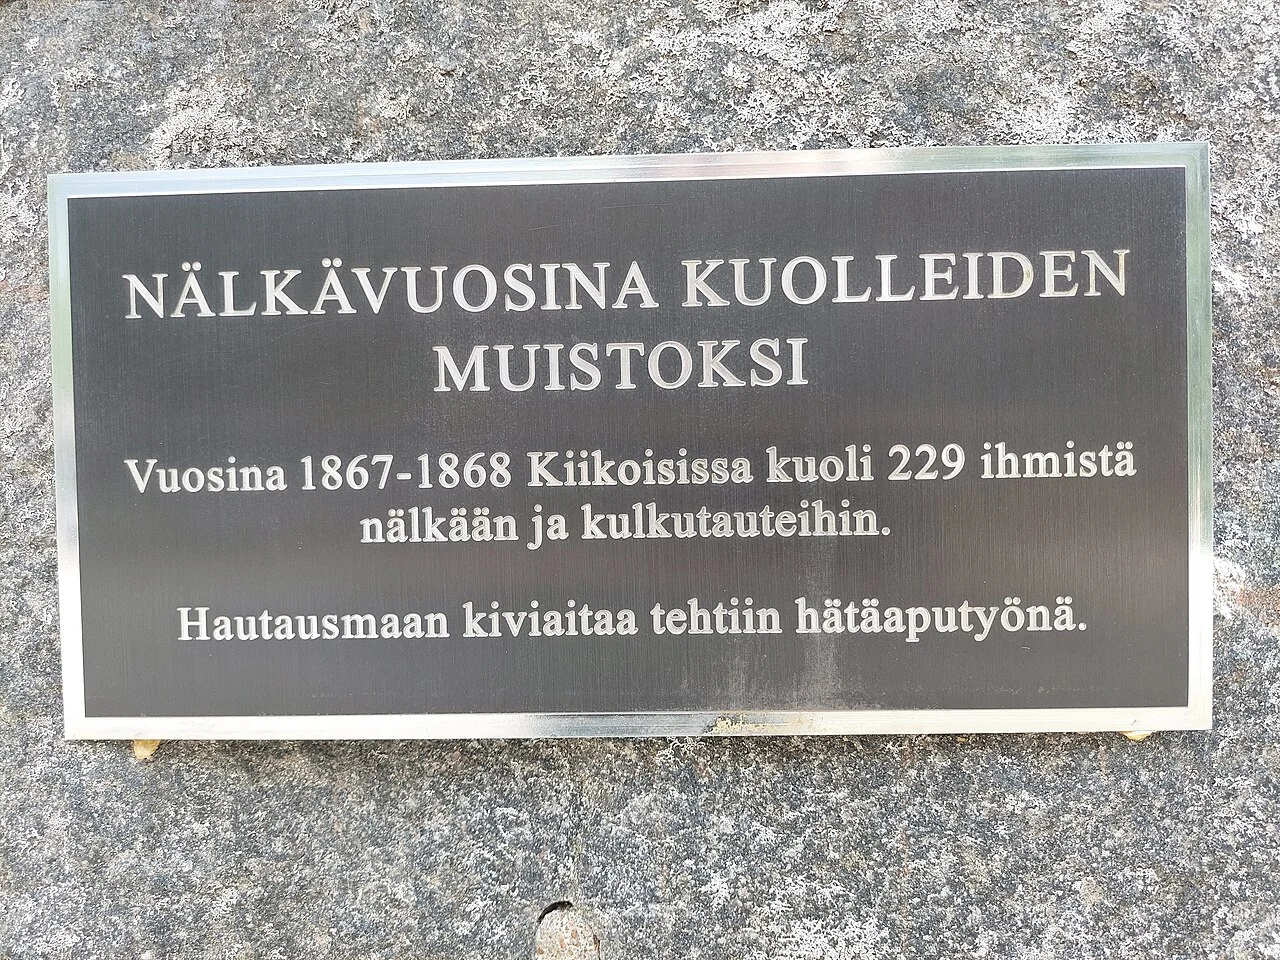 NÄLKÄVUOSINA KUOLLEIDEN
MUISTOKSI
Vuosina 1867-1868 Kiikoisissa kuoli 229 ihmistä
nälkään ja kulkutauteihin.
Hautausmaan kiviaitaa tehtiin hätäaputyönä.